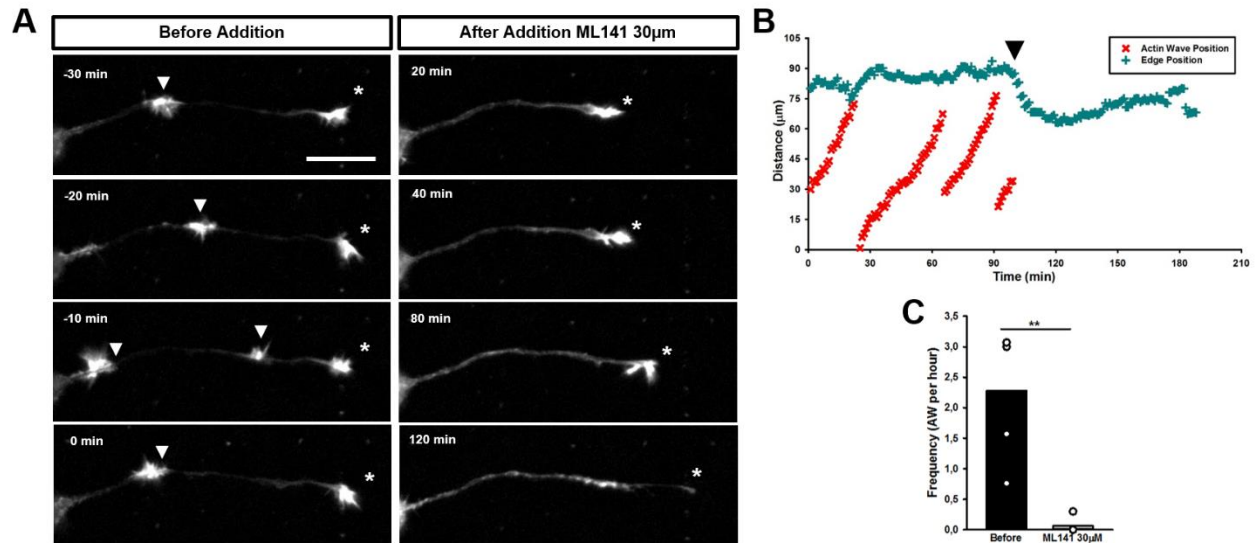 A
Before Addition
After Addition ML141 30µm
-30 min
*
20 min
*
-20 min
*
40 min
*
-10 min
*
80 min
*
0 min
*
120 min
*
B
Actin Wave Position
Edge Position
105
90
75
60
45
30
15
0
Distance (µm)
0 30 60 90 120 150 180 210
Time (min)
C
**
3,5
3,0
2,5
2,0
1,5
1,0
0,5
0,0
Frequency (AW per hour)
Before ML141 30µM